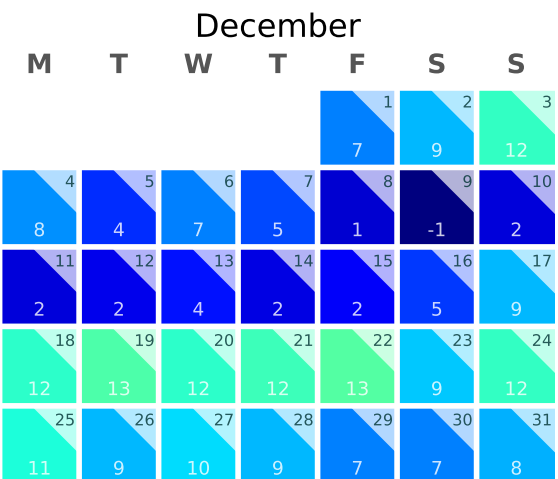 December
M T W T F S S
1 2 3
7 9 12
4 5 6 7 8 9 10
8 4 7 5 1 -1 2
11 12 13 14 15 16 17
2 2 4 2 2 5 9
18 19 20 21 22 23 24
12 13 12 12 13 9 12
25 26 27 28 29 30 31
11 9 10 9 7 7 8